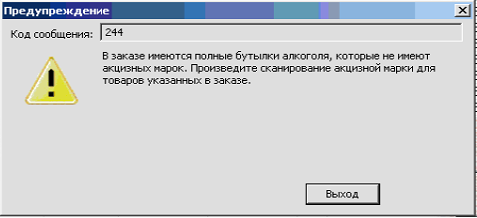 Предупреждение
Код сообщения: 244
В заказе имеются полные бутылки алкоголя, которые не имеют
акцизных марок. Произведите сканирование акцизной марки для
товаров указанных в заказе.
Выход